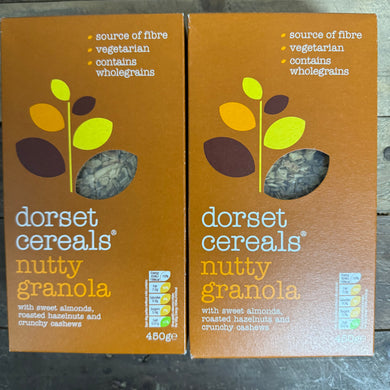 source of fibre
vegetarian
contains
wholegrains
dorset
cereals®
nutty
granola
with sweet almonds,
roasted hazelnuts and
crunchy cashews
450g℮
source of fibre
vegetarian
contains
wholegrains
dorset
cereals®
nutty
granola
with sweet almonds,
roasted hazelnuts and
crunchy cashews